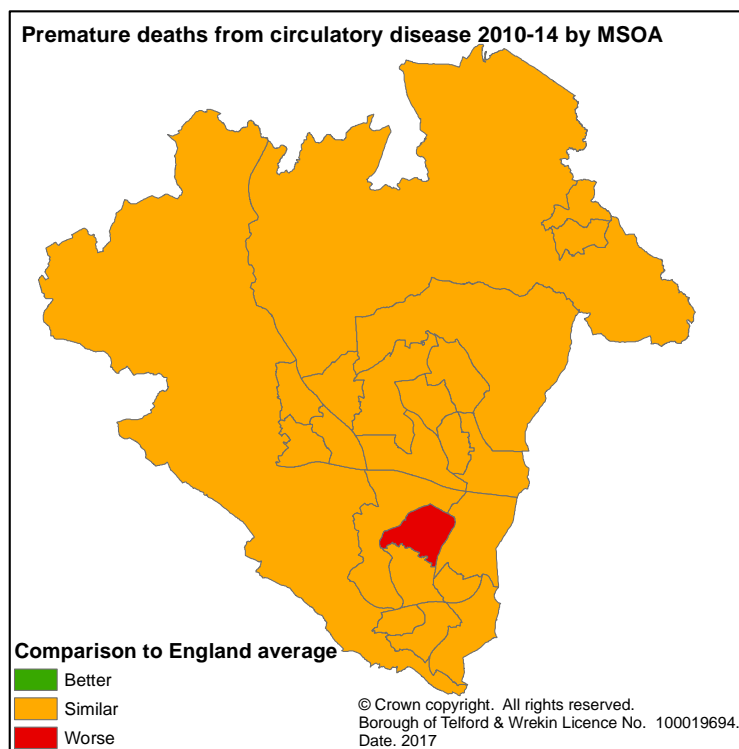 Premature deaths from circulatory disease 2010-14 by MSOA
Comparison to England average
Better
Similar
Worse
© Crown copyright. All rights reserved.
Borough of Telford & Wrekin Licence No. 100019694.
Date. 2017